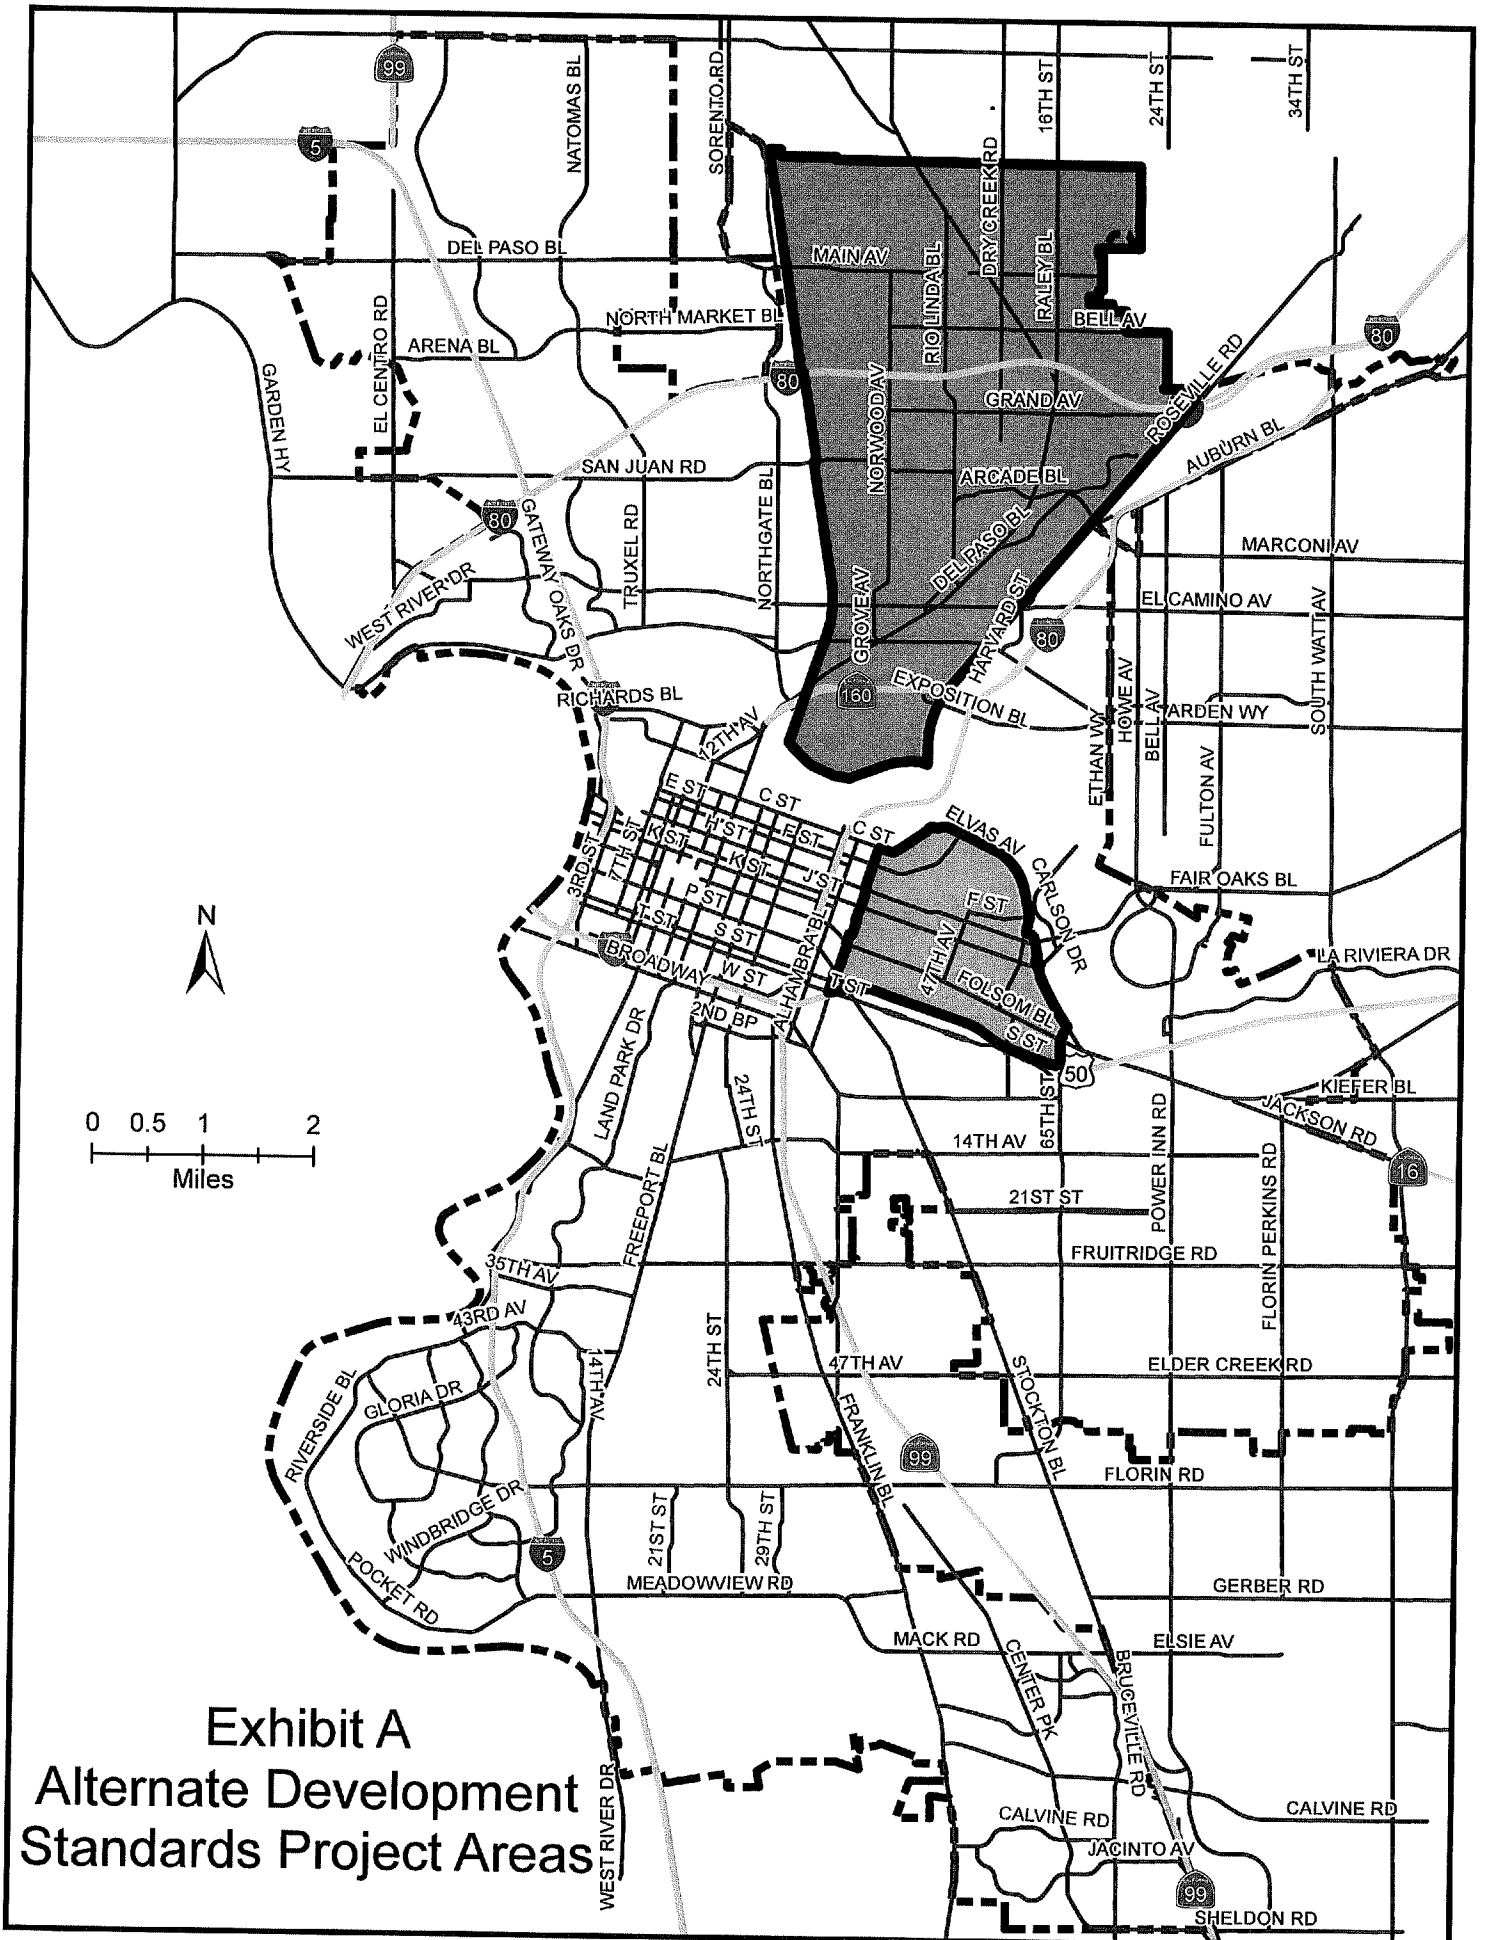 99
NATOMAS BL
SORENTO RD
16TH ST
24TH ST
34TH ST
5
DRY CREEK RD
DEL PASO BL
MAIN AV
RIO LINDA BL
RALEY BL
EL CENTRO RD
NORTH MARKET BL
BELL AV
ARENA BL
80
80
GARDEN HY
NORWOOD AV
GRAND AV
ROSEVILLE RD
AUBURN BL
SAN JUAN RD
ARCADE BL
80
GATEWAY OAKS DR
TRUXEL RD
NORTHGATE BL
DEL PASO BL
MARCONI AV
WEST RIVER DR
GROVE AV
HARVARD ST
EL CAMINO AV
80
SOUTH WATT AV
RICHARDS BL
160
EXPOSITION BL
HOWE AV
BELL AV
ARDEN WY
12TH AV
ETHAN WY
FULTON AV
E ST
C ST
H ST
E ST
C ST
ELVAS AV
3RD ST
7TH ST
K ST
K ST
J ST
CARLSON DR
FAIR OAKS BL
P ST
F ST
N
T ST
S ST
47TH AV
BROADWAY
W ST
ALHAMBRA BL
T ST
FOLSOM BL
LA RIVIERA DR
2ND BP
S ST
50
LAND PARK DR
24TH ST
65TH ST
KIEFER BL
JACKSON RD
0 0.5 1 2
Miles
14TH AV
POWER INN RD
16
FREEPORT BL
21ST ST
FLORIN PERKINS RD
35TH AV
FRUITRIDGE RD
43RD AV
24TH ST
14TH AV
47TH AV
STOCKTON BL
ELDER CREEK RD
RIVERSIDE BL
GLORIA DR
FRANKLIN BL
99
FLORIN RD
WINDBRIDGE DR
21ST ST
29TH ST
5
POCKET RD
MEADOWVIEW RD
GERBER RD
MACK RD
CENTER PK
ELSIE AV
BRUCEVILLE RD
Exhibit A
Alternate Development
Standards Project Areas
WEST RIVER DR
CALVINE RD
CALVINE RD
JACINTO AV
99
SHELDON RD